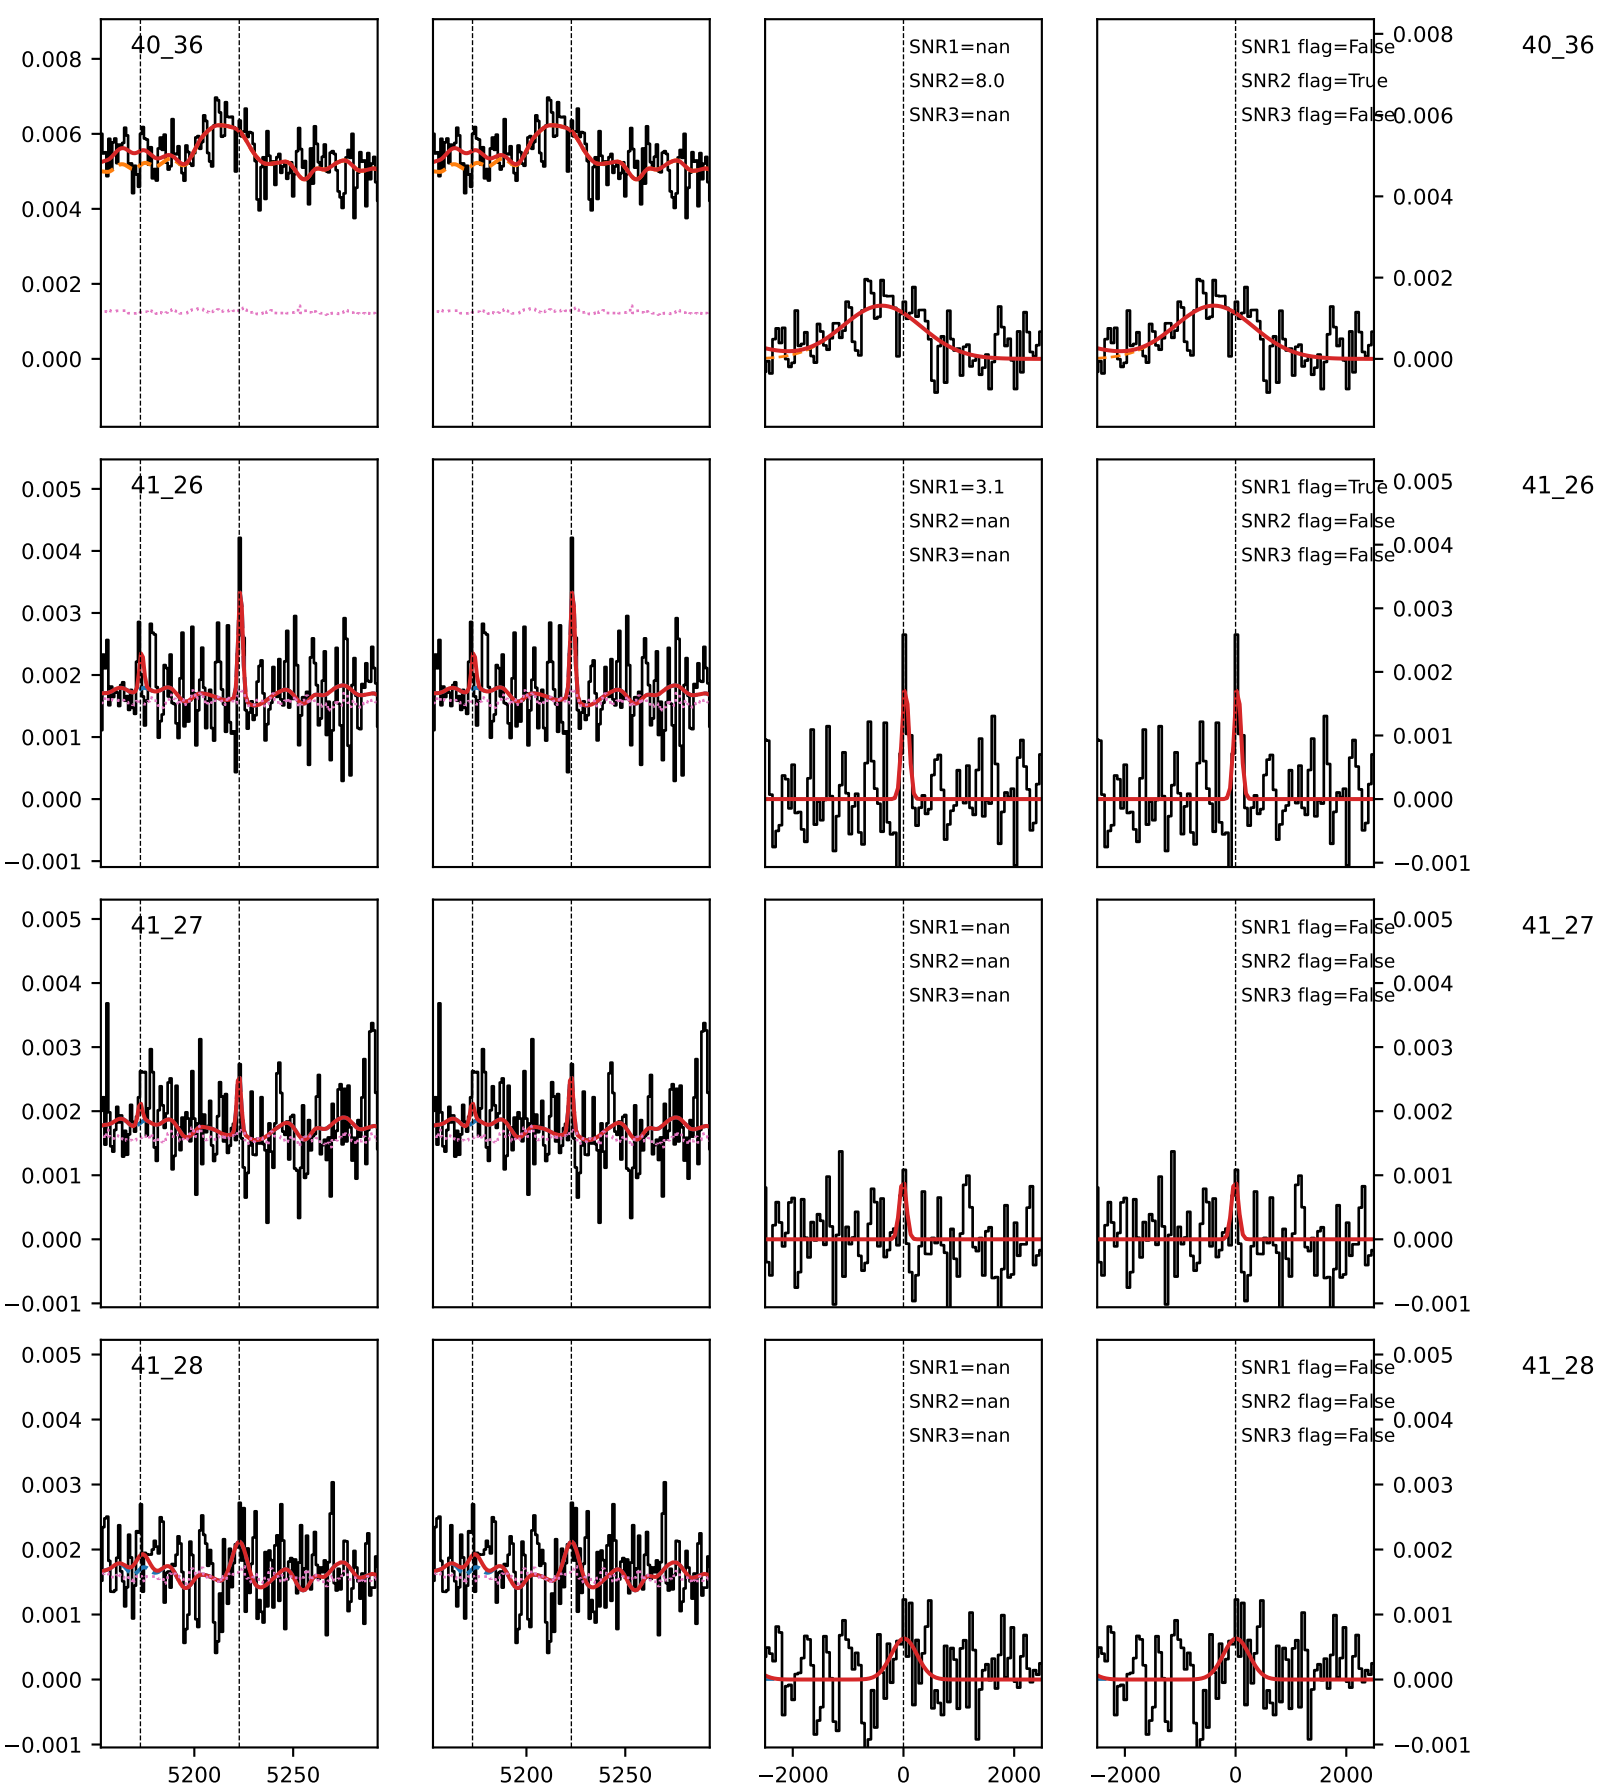 40_36
SNR1=nan
SNR2=8.0
SNR3=nan
SNR1 flag=False
SNR2 flag=True
SNR3 flag=False
40_36
0.008
0.006
0.004
0.002
0.000
0.008
0.006
0.004
0.002
0.000
41_26
SNR1=3.1
SNR2=nan
SNR3=nan
SNR1 flag=True
SNR2 flag=False
SNR3 flag=False
41_26
0.005
0.004
0.003
0.002
0.001
0.000
−0.001
0.005
0.004
0.003
0.002
0.001
0.000
−0.001
41_27
SNR1=nan
SNR2=nan
SNR3=nan
SNR1 flag=False
SNR2 flag=False
SNR3 flag=False
41_27
0.005
0.004
0.003
0.002
0.001
0.000
−0.001
0.005
0.004
0.003
0.002
0.001
0.000
−0.001
41_28
SNR1=nan
SNR2=nan
SNR3=nan
SNR1 flag=False
SNR2 flag=False
SNR3 flag=False
41_28
0.005
0.004
0.003
0.002
0.001
0.000
−0.001
0.005
0.004
0.003
0.002
0.001
0.000
−0.001
5200 5250
5200 5250
−2000 0 2000
−2000 0 2000